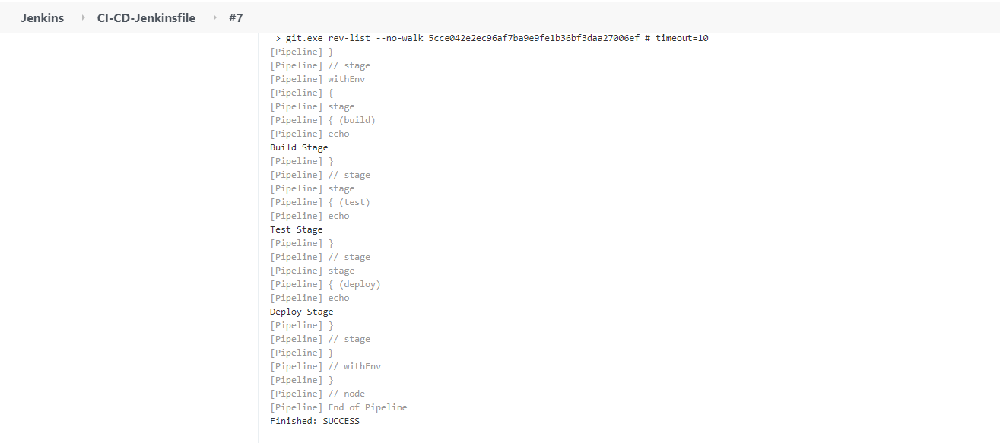 Jenkins CI-CD-Jenkinsfile #7
> git.exe rev-list --no-walk 5cce042e2ec96af7ba9e9fe1b36bf3daa27006ef # timeout=10
[Pipeline] }
[Pipeline] // stage
[Pipeline] withEnv
[Pipeline] {
[Pipeline] stage
[Pipeline] { (build)
[Pipeline] echo
Build Stage
[Pipeline] }
[Pipeline] // stage
[Pipeline] stage
[Pipeline] { (test)
[Pipeline] echo
Test Stage
[Pipeline] }
[Pipeline] // stage
[Pipeline] stage
[Pipeline] { (deploy)
[Pipeline] echo
Deploy Stage
[Pipeline] }
[Pipeline] // stage
[Pipeline] }
[Pipeline] // withEnv
[Pipeline] }
[Pipeline] // node
[Pipeline] End of Pipeline
Finished: SUCCESS